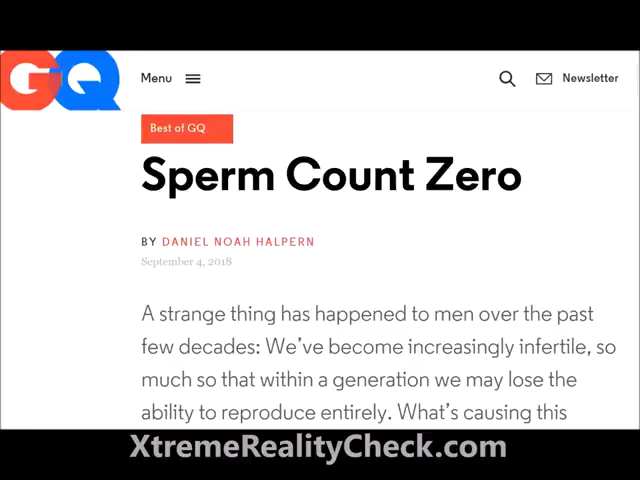 GQ
Menu
Newsletter
Best of GQ
Sperm Count Zero
BY DANIEL NOAH HALPERN
September 4, 2018
A strange thing has happened to men over the past
few decades: We’ve become increasingly infertile, so
much so that within a generation we may lose the
ability to reproduce entirely. What’s causing this
XtremeRealityCheck.com